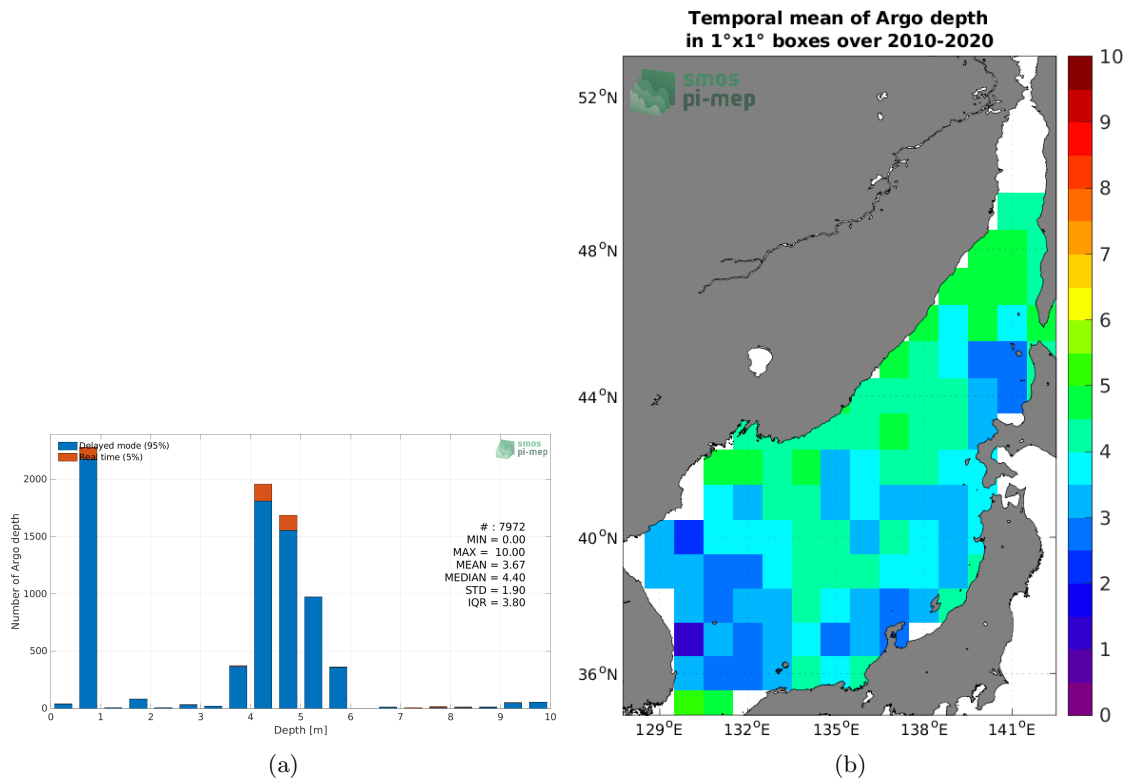 Delayed mode (95%)
Real time (5%)
smos
pi-mep
2000
1500
1000
500
0
Number of Argo depth
# : 7972
MIN = 0.00
MAX = 10.00
MEAN = 3.67
MEDIAN = 4.40
STD = 1.90
IQR = 3.80
0 1 2 3 4 5 6 7 8 9 10
Depth [m]
(a)
Temporal mean of Argo depth
in 1°x1° boxes over 2010-2020
smos
pi-mep
52°N
48°N
44°N
40°N
36°N
129°E 132°E 135°E 138°E 141°E
10
9
8
7
6
5
4
3
2
1
0
(b)